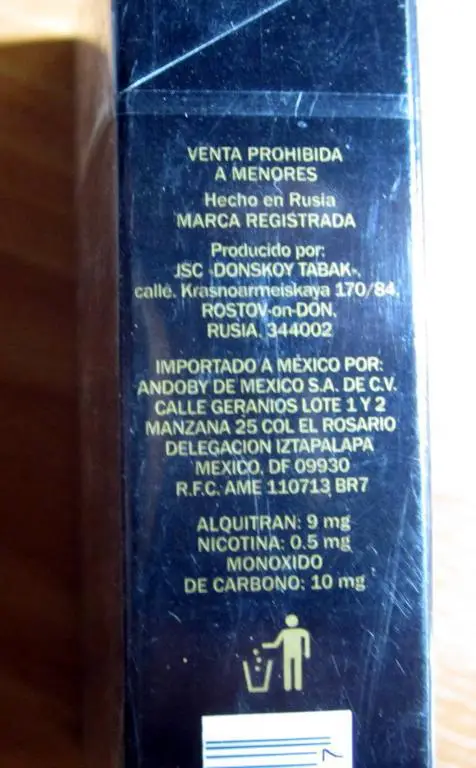 VENTA PROHIBIDA
A MENORES
Hecho en Rusia
MARCA REGISTRADA
Producido por:
JSC «DONSKOY TABAK»,
calle. Krasnoarmeiskaya 170/84,
ROSTOV-on-DON,
RUSIA, 344002
IMPORTADO A MÉXICO POR:
ANDOBY DE MEXICO S.A. DE C.V.
CALLE GERANIOS LOTE 1 Y 2
MANZANA 25 COL EL ROSARIO
DELEGACION IZTAPALAPA
MEXICO, DF 09930
R.F.C. AME 110713 BR7
ALQUITRAN: 9 mg
NICOTINA: 0.5 mg
MONOXIDO
DE CARBONO: 10 mg